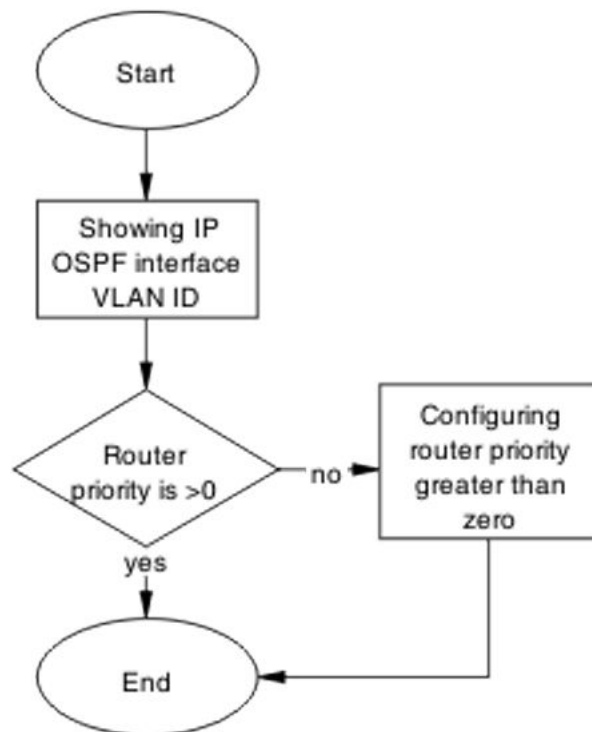 Start
Showing IP
OSPF interface
VLAN ID
Router
priority is >0
no
Configuring
router priority
greater than
zero
yes
End